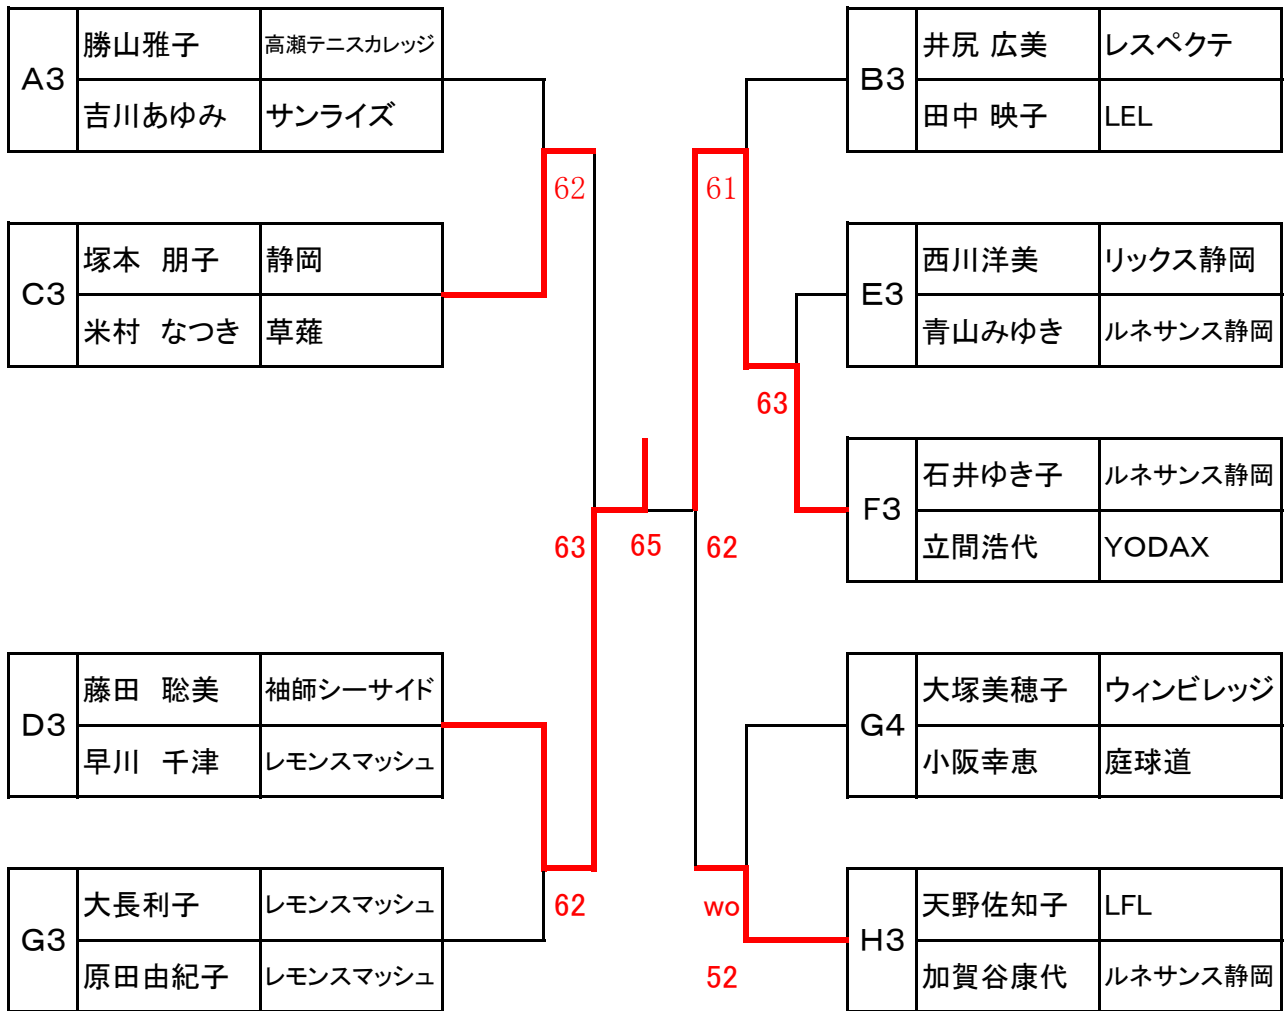 A3
勝山雅子 高瀬テニスカレッジ
吉川あゆみ サンライズ
62
C3
塚本 朋子 静岡
米村 なつき 草薙
63
65
D3
藤田 聡美 袖師シーサイド
早川 千津 レモンスマッシュ
62
G3
大長利子 レモンスマッシュ
原田由紀子 レモンスマッシュ
B3
井尻 広美 レスペクテ
田中 映子 LEL
61
E3
西川洋美 リックス静岡
青山みゆき ルネサンス静岡
63
F3
石井ゆき子 ルネサンス静岡
立間浩代 YODAX
62
G4
大塚美穂子 ウィンビレッジ
小阪幸恵 庭球道
wo
52
H3
天野佐知子 LFL
加賀谷康代 ルネサンス静岡